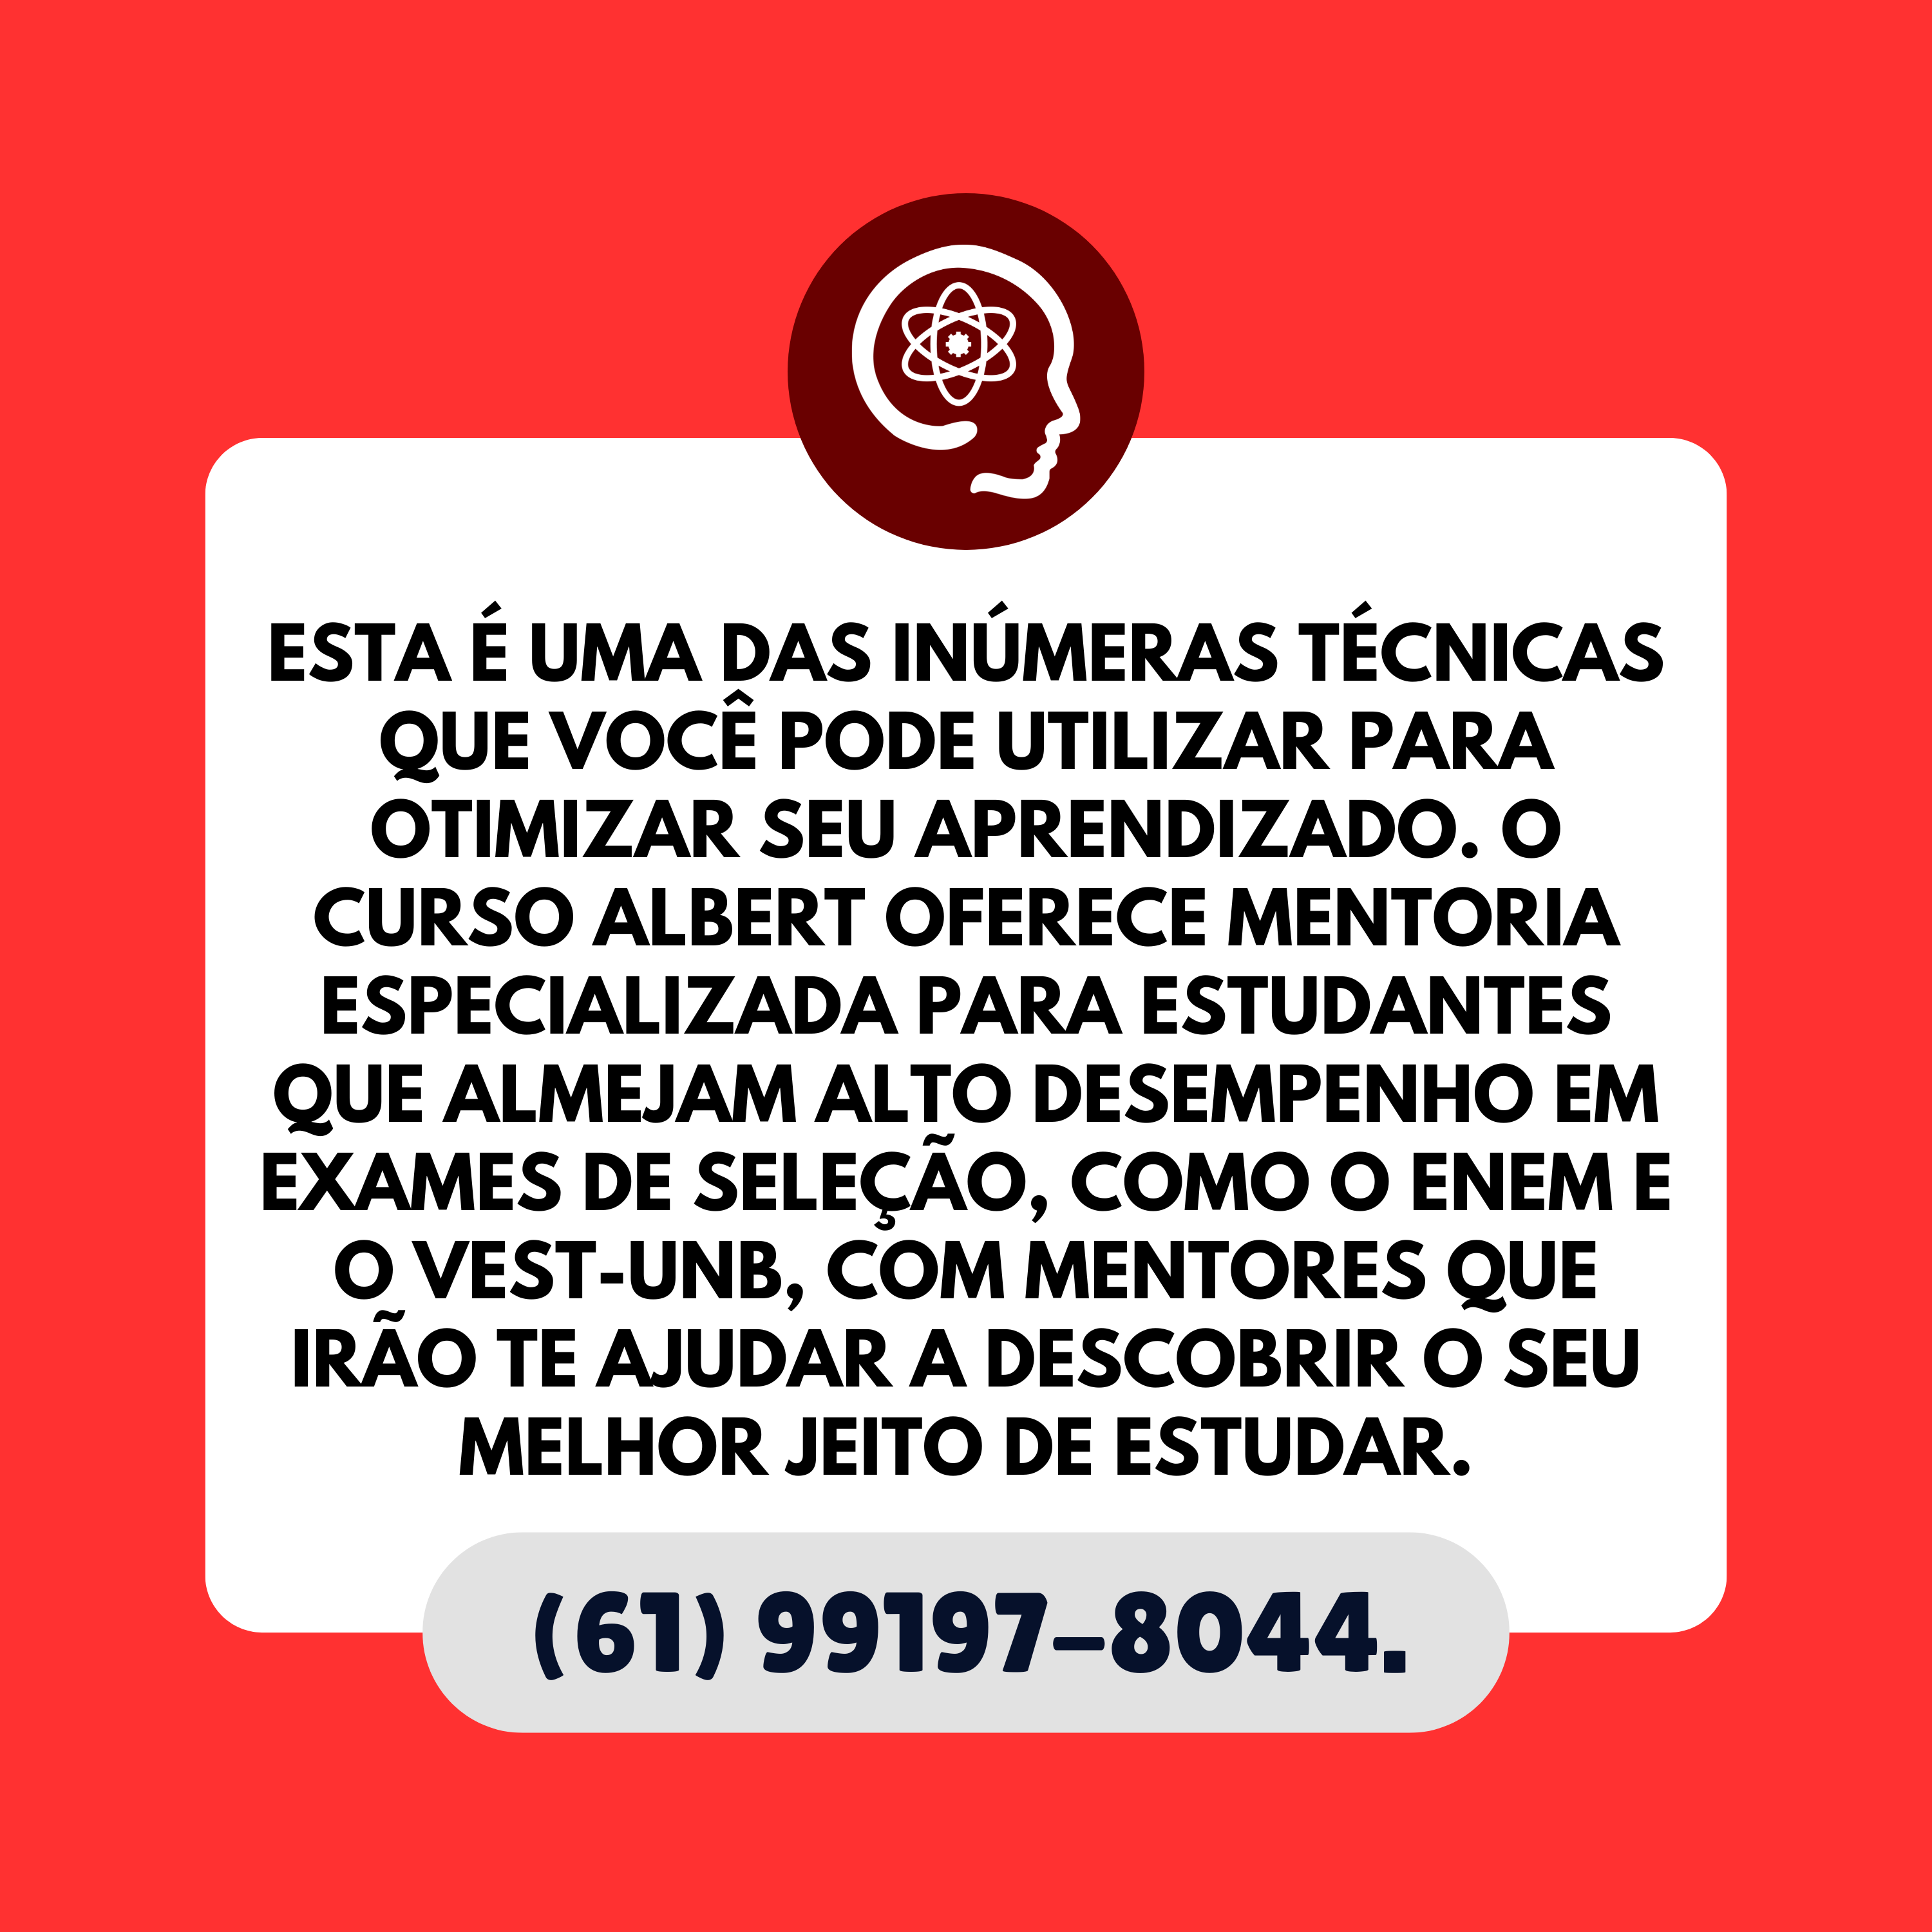 ESTA É UMA DAS INÚMERAS TÉCNICAS
QUE VOCÊ PODE UTILIZAR PARA
OTIMIZAR SEU APRENDIZADO. O
CURSO ALBERT OFERECE MENTORIA
ESPECIALIZADA PARA ESTUDANTES
QUE ALMEJAM ALTO DESEMPENHO EM
EXAMES DE SELEÇÃO, COMO O ENEM E
O VEST-UNB, COM MENTORES QUE
IRÃO TE AJUDAR A DESCOBRIR O SEU
MELHOR JEITO DE ESTUDAR.
(61) 99197-8044.